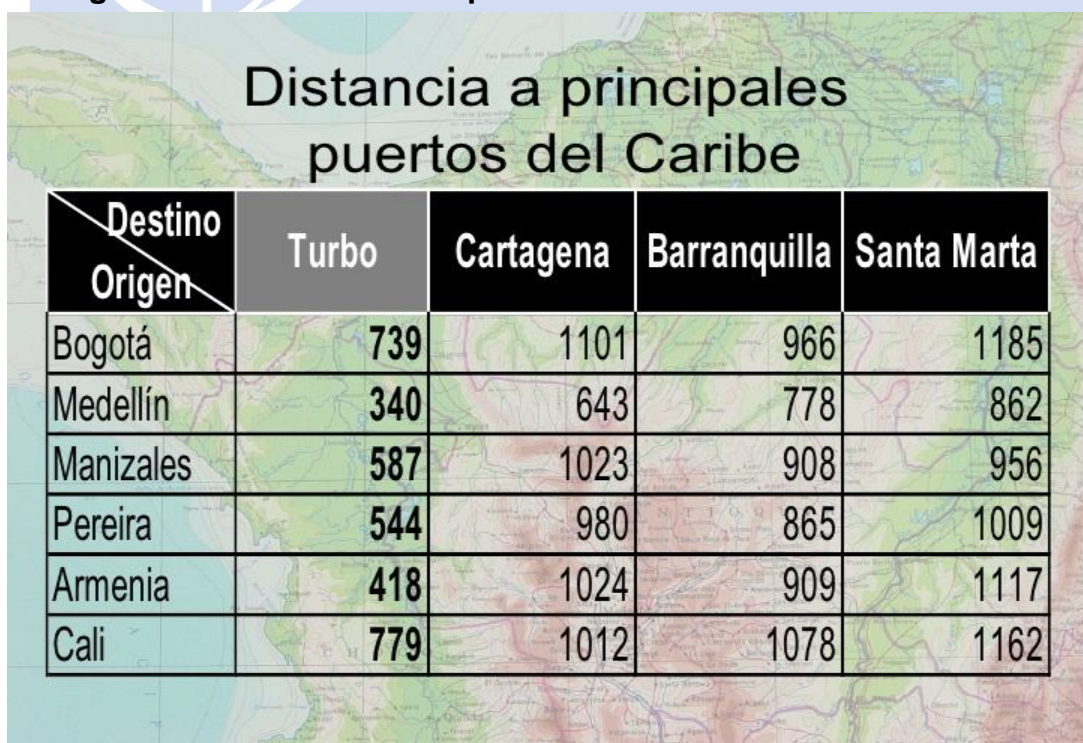 Distancia a principales
puertos del Caribe
Destino
Origen
Turbo Cartagena Barranquilla Santa Marta
Bogotá 739 1101 966 1185
Medellín 340 643 778 862
Manizales 587 1023 908 956
Pereira 544 980 865 1009
Armenia 418 1024 909 1117
Cali 779 1012 1078 1162